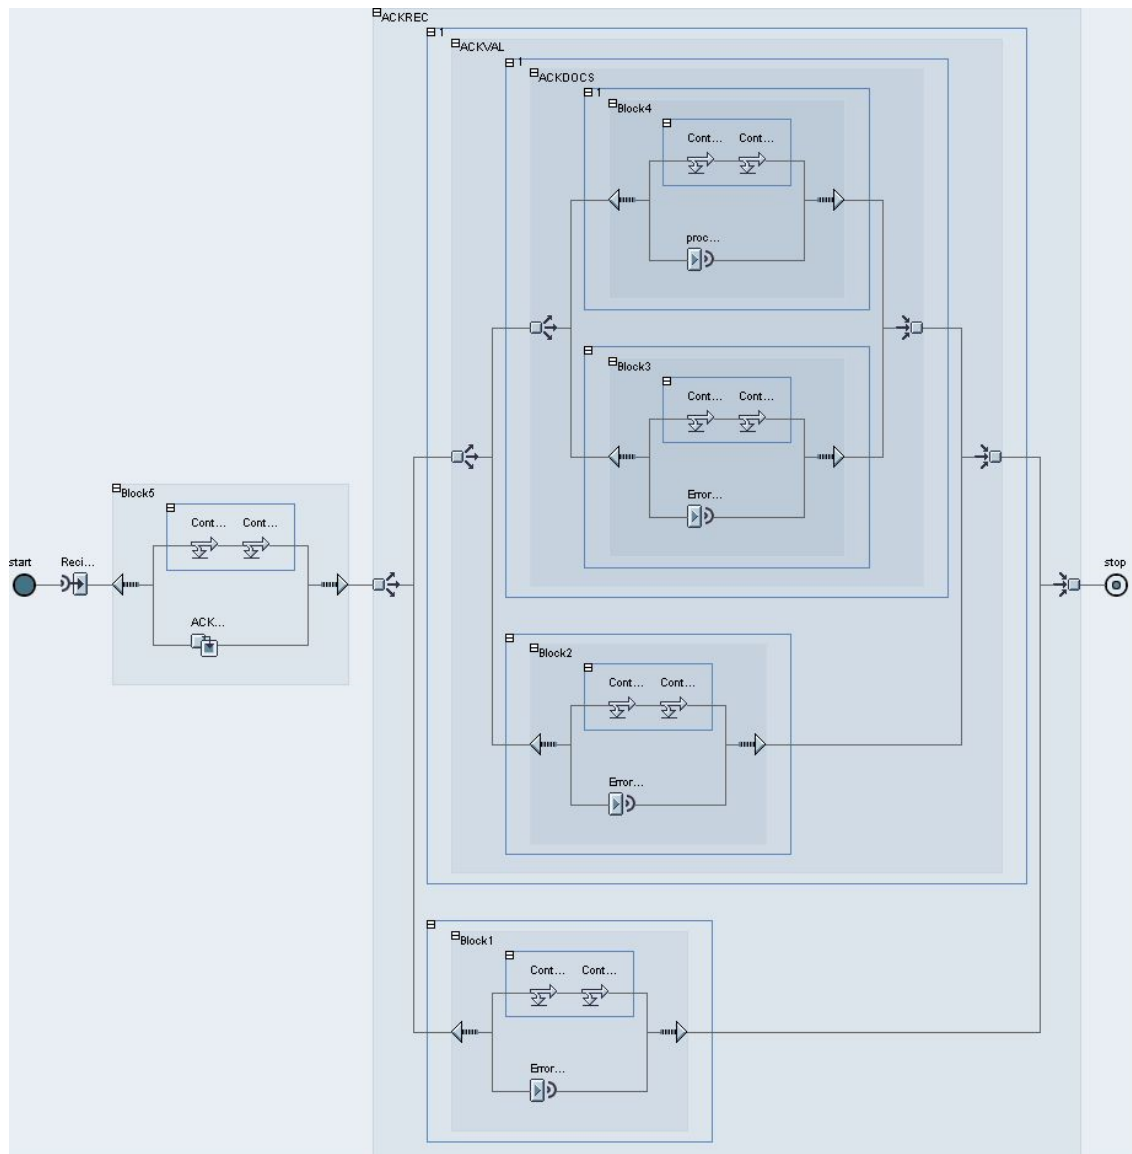 ACKREC
1
ACKVAL
1
ACKDOCS
1
Block4
Cont... Cont...
proc...
Block3
Cont... Cont...
Error...
Block5
Cont... Cont...
start
Reci...
stop
ACK...
Block2
Cont... Cont...
Error...
Block1
Cont... Cont...
Error...